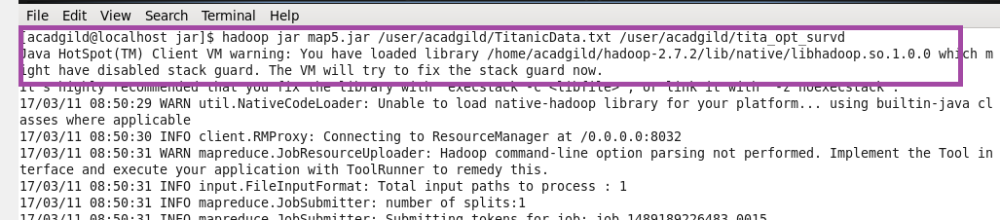 File Edit View Search Terminal Help
[acadgild@localhost jar]$ hadoop jar map5.jar /user/acadgild/TitanicData.txt /user/acadgild/tita_opt_survd
Java HotSpot(TM) Client VM warning: You have loaded library /home/acadgild/hadoop-2.7.2/lib/native/libhadoop.so.1.0.0 which m
ight have disabled stack guard. The VM will try to fix the stack guard now.
It's highly recommended that you fix the library with 'execstack -c <libfile>', or link it with '-z noexecstack'.
17/03/11 08:50:29 WARN util.NativeCodeLoader: Unable to load native-hadoop library for your platform... using builtin-java cl
asses where applicable
17/03/11 08:50:30 INFO client.RMProxy: Connecting to ResourceManager at /0.0.0.0:8032
17/03/11 08:50:31 WARN mapreduce.JobResourceUploader: Hadoop command-line option parsing not performed. Implement the Tool in
terface and execute your application with ToolRunner to remedy this.
17/03/11 08:50:31 INFO input.FileInputFormat: Total input paths to process : 1
17/03/11 08:50:31 INFO mapreduce.JobSubmitter: number of splits:1
17/03/11 08:50:31 INFO mapreduce.JobSubmitter: Submitting tokens for job: job_1489189226483_0015